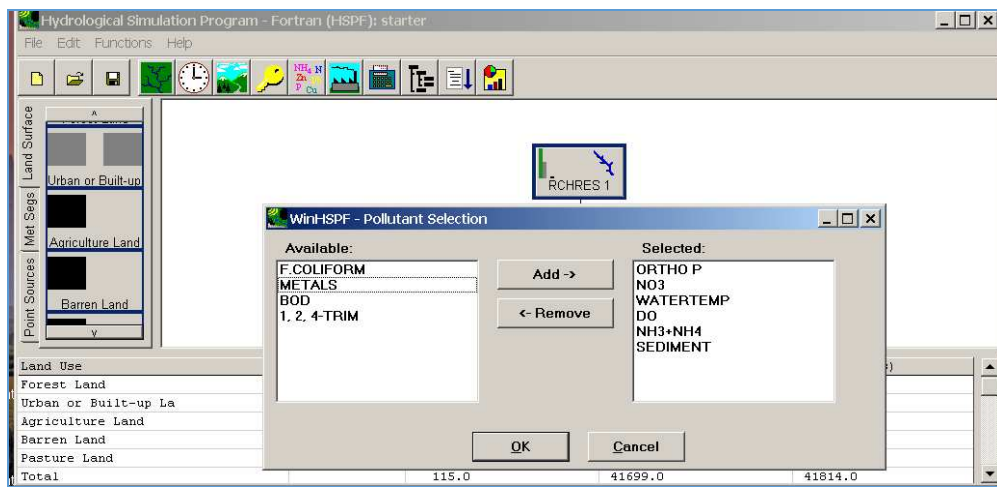 Hydrological Simulation Program - Fortran (HSPF): starter
File Edit Functions Help
NH4 N
Zn
P Cu
Land Surface
Met Segs
Point Sources
Urban or Built-up
Agriculture Land
Barren Land
RCHRES 1
WinHSPF - Pollutant Selection
Available:
Selected:
F.COLIFORM
METALS
BOD
1, 2, 4-TRIM
Add ->
<- Remove
ORTHO P
NO3
WATERTEMP
DO
NH3+NH4
SEDIMENT
OK
Cancel
Land Use
Forest Land
Urban or Built-up La
Agriculture Land
Barren Land
Pasture Land
Total 115.0 41699.0 41814.0